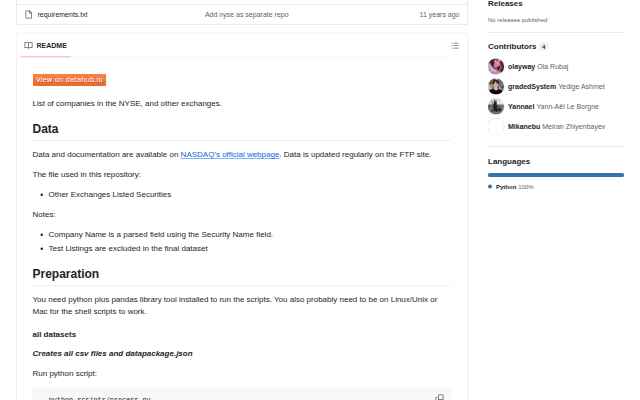 requirements.txt Add nyse as separate repo 11 years ago
README
view on datahub.io
List of companies in the NYSE, and other exchanges.
Data
Data and documentation are available on NASDAQ's official webpage. Data is updated regularly on the FTP site.
The file used in this repository:
• Other Exchanges Listed Securities
Notes:
• Company Name is a parsed field using the Security Name field.
• Test Listings are excluded in the final dataset
Preparation
You need python plus pandas library tool installed to run the scripts. You also probably need to be on Linux/Unix or
Mac for the shell scripts to work.
all datasets
Creates all csv files and datapackage.json
Run python script:
python scripts/process.py
Releases
No releases published
Contributors 4
olayway Ola Rubaj
gradedSystem Yedige Ashmet
Yannael Yann-Aël Le Borgne
Mikanebu Meiran Zhiyenbayev
Languages
Python 100%